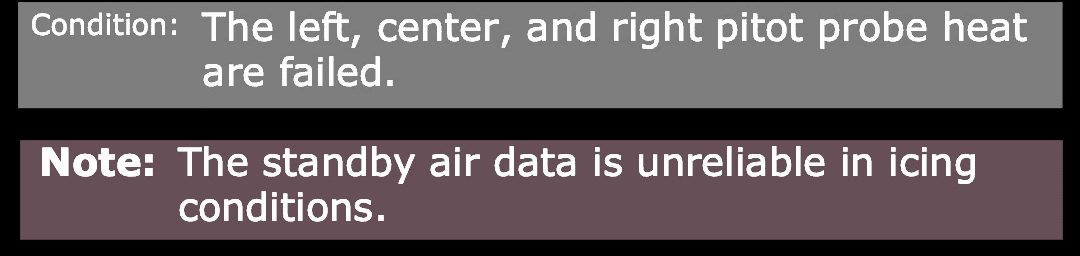 Condition: The left, center, and right pitot probe heat
are failed.
Note: The standby air data is unreliable in icing
conditions.